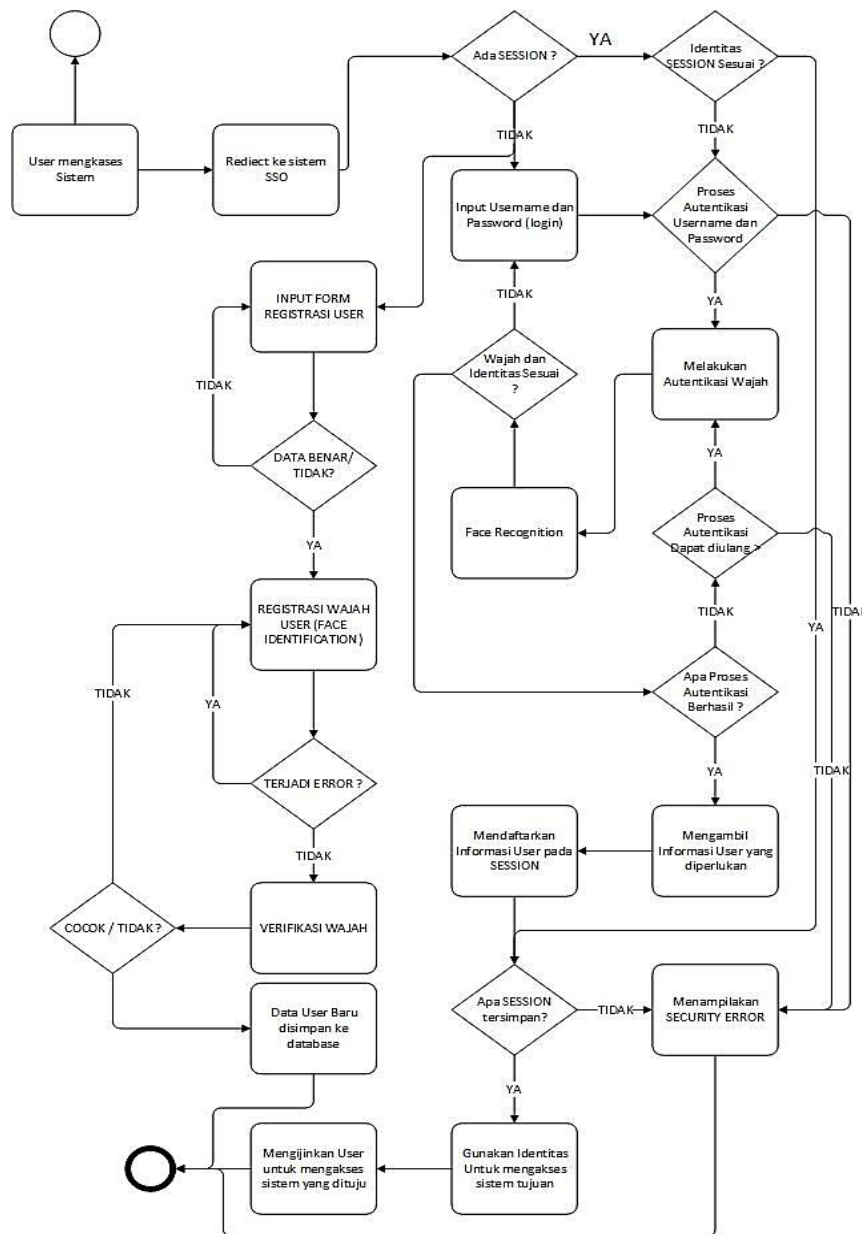 Ada SESSION ?
YA
Identitas
SESSION Sesuai ?
User mengkases
Sistem
Rediect ke sistem
SSO
TIDAK
TIDAK
Input Username dan
Password (login)
Proses
Autentikasi
Username dan
Password
INPUT FORM
REGISTRASI USER
TIDAK
YA
Wajah dan
Identitas Sesuai
?
Melakukan
Autentikasi Wajah
TIDAK
DATA BENAR/
TIDAK?
YA
Face Recognition
Proses
Autentikasi
Dapat diulang >
YA
REGISTRASI WAJAH
USER (FACE
IDENTIFICATION)
TIDAK
TIDAK
YA
TIDAK
YA
Apa Proses
Autentikasi
Berhasil ?
TERJADI ERROR ?
YA
TIDAK
TIDAK
Mendaftarkan
Informasi User pada
SESSION
Mengambil
Informasi User yang
diperlukan
COCOK / TIDAK ?
VERIFIKASI WAJAH
Data User Baru
disimpan ke
database
Apa SESSION
tersimpan?
TIDAK
Menampilakan
SECURITY ERROR
YA
Mengijinkan User
untuk mengakses
sistem yang dituju
Gunakan Identitas
Untuk mengakses
sistem tujuan